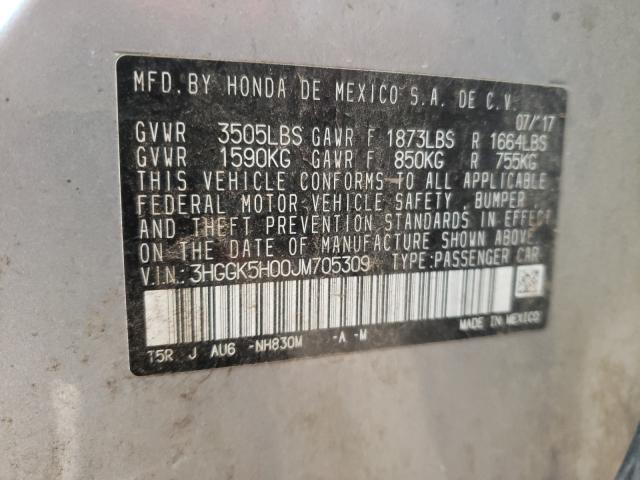 MFD. BY HONDA DE MEXICO S.A. DE C.V.
07/'17
GVWR 3505LBS GAWR F 1873LBS R 1664LBS
GVWR 1590KG GAWR F 850KG R 755KG
THIS VEHICLE CONFORMS TO ALL APPLICABLE
FEDERAL MOTOR VEHICLE SAFETY, BUMPER,
AND THEFT PREVENTION STANDARDS IN EFFECT
ON THE DATE OF MANUFACTURE SHOWN ABOVE.
V.IN.: 3HGGK5H00JM705309 TYPE: PASSENGER CAR
MADE IN MEXICO
T5R J AU6 -NH830M -A -M